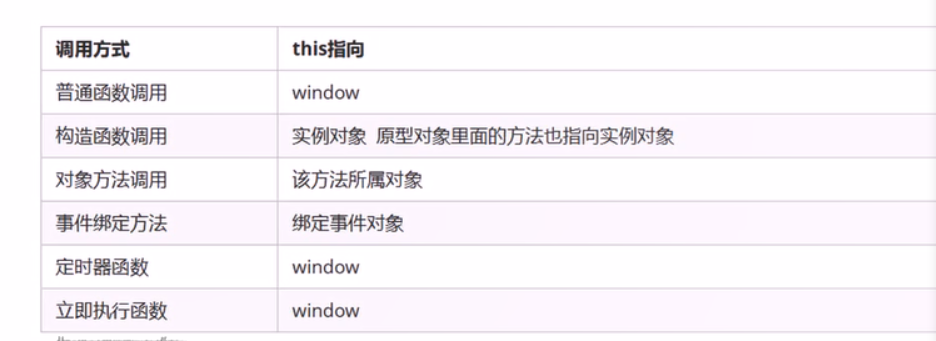 调用方式 this指向
普通函数调用 window
构造函数调用 实例对象 原型对象里面的方法也指向实例对象
对象方法调用 该方法所属对象
事件绑定方法 绑定事件对象
定时器函数 window
立即执行函数 window